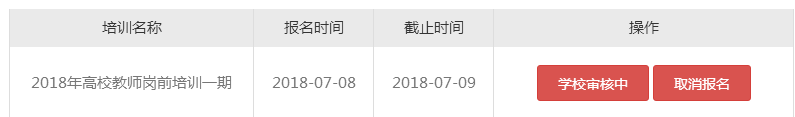 培训名称 报名时间 截止时间 操作
2018年高校教师岗前培训一期 2018-07-08 2018-07-09 学校审核中 取消报名